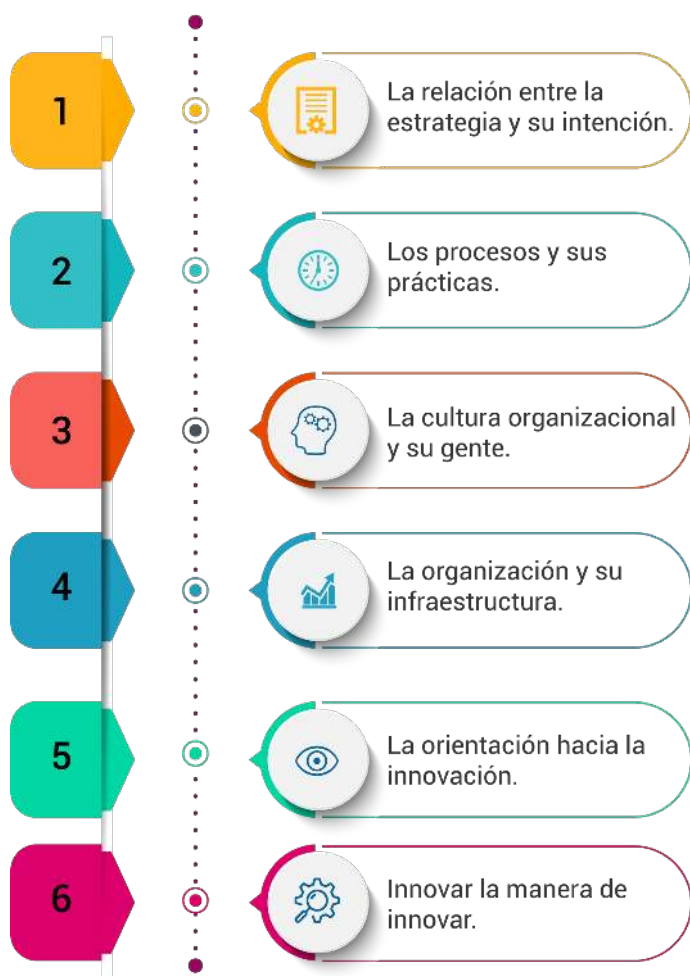 1
La relación entre la
estrategia y su intención.
2
Los procesos y sus
prácticas.
3
La cultura organizacional
y su gente.
4
La organización y su
infraestructura.
5
La orientación hacia la
innovación.
6
Innovar la manera de
innovar.